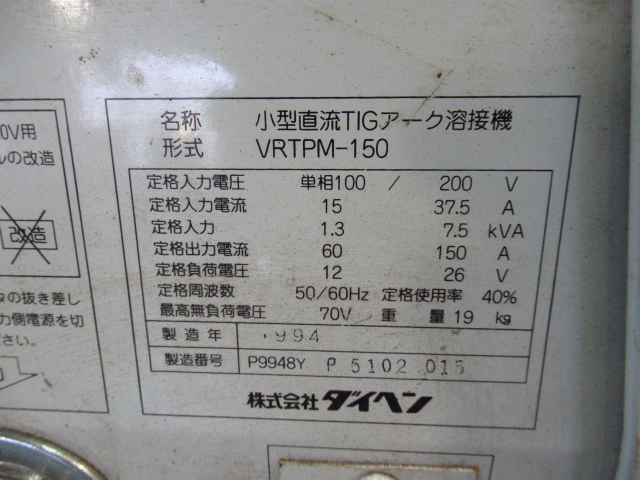 0V用
ルの改造
改造
タの抜き差し
力側電源を切
ださい。
名称 小型直流TIGアーク溶接機
形式 VRTPM-150
定格入力電圧 単相100 / 200 V
定格入力電流 15 37.5 A
定格入力 1.3 7.5 kVA
定格出力電流 60 150 A
定格負荷電圧 12 26 V
定格周波数 50/60Hz 定格使用率 40%
最高無負荷電圧 70V 重量 19 kg
製造年 994
製造番号 P9948Y P 5102 015
株式会社 ダイヘン